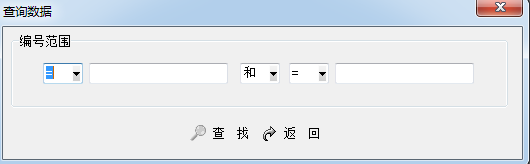 查询数据
编号范围
= 和 =
查 找 返 回